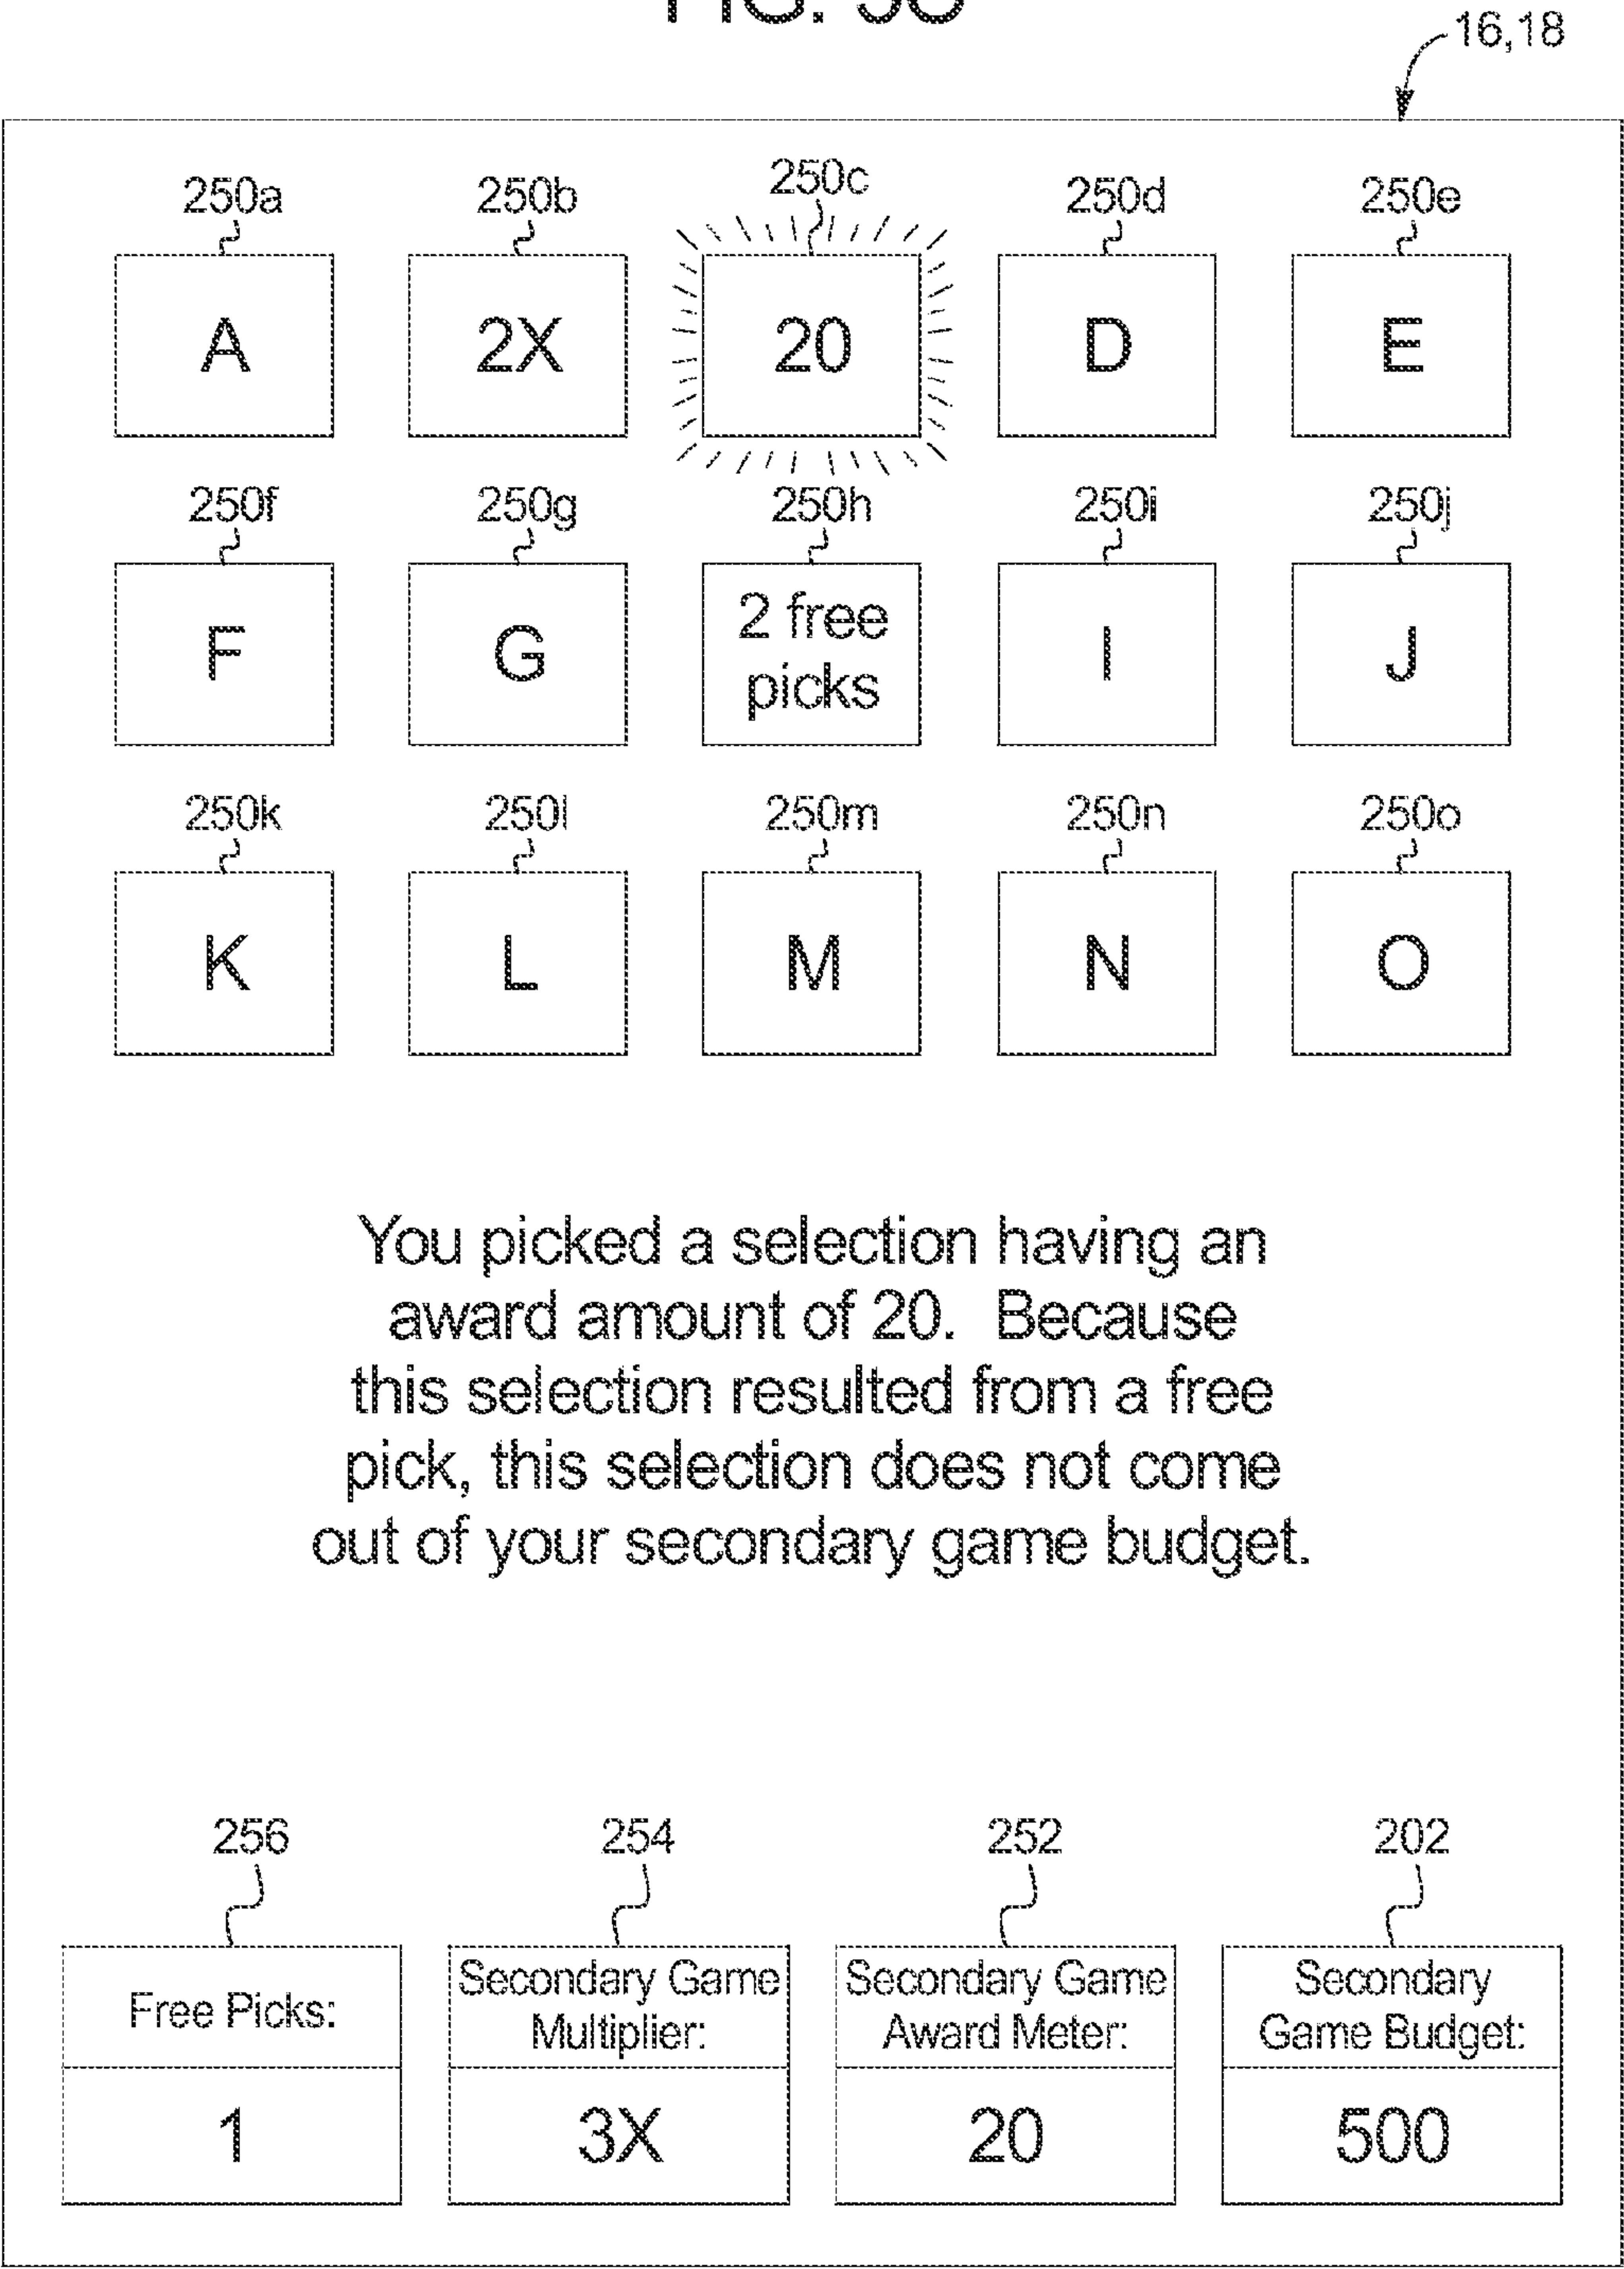 16,18
250a 250b 250c 250d 250e
A 2X 20 D E
250f 250g 250h 250i 250j
F G 2 free picks I J
250k 250l 250m 250n 250o
K L M N O
You picked a selection having an
award amount of 20. Because
this selection resulted from a free
pick, this selection does not come
out of your secondary game budget.
256 254 252 202
Free Picks: Secondary Game Multiplier: Secondary Game Award Meter: Secondary Game Budget:
1 3X 20 500